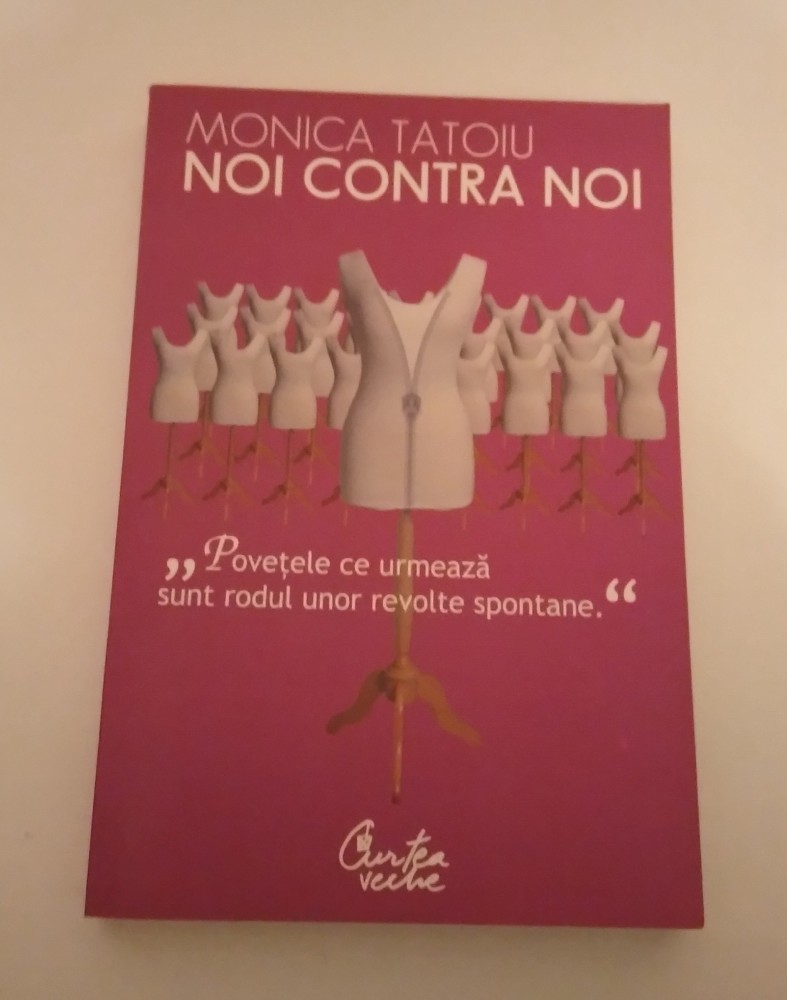 MONICA TATOIU
NOI CONTRA NOI
„Povețele ce urmează
sunt rodul unor revolte spontane.“
Curtea
veche